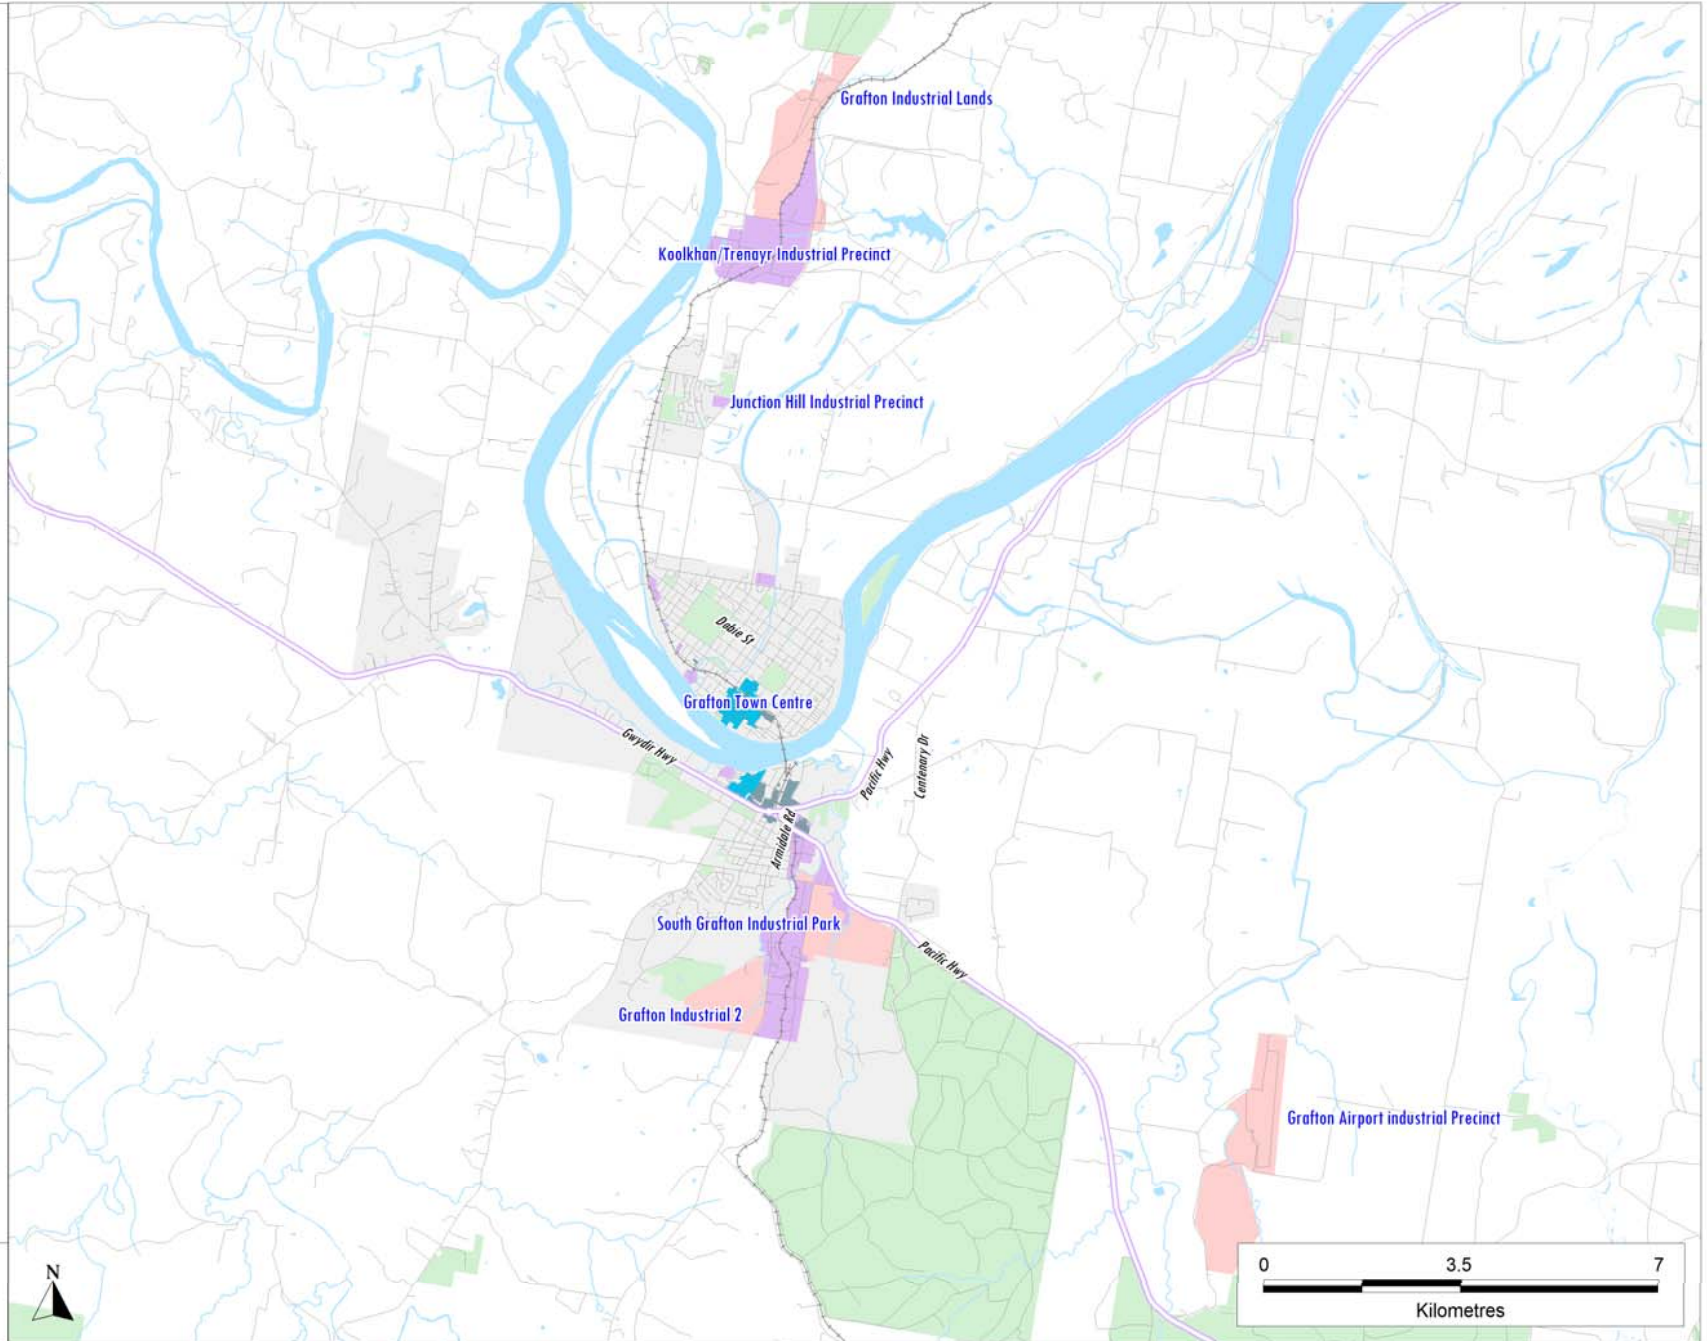 Grafton Industrial Lands
Koolkhan/Trenayr Industrial Precinct
Junction Hill Industrial Precinct
Dobie St
Grafton Town Centre
Gwydir Hwy
Pacific Hwy
Centenary Dr
Armidale Rd
South Grafton Industrial Park
Pacific Hwy
Grafton Industrial 2
Grafton Airport industrial Precinct
N
0 3.5 7
Kilometres